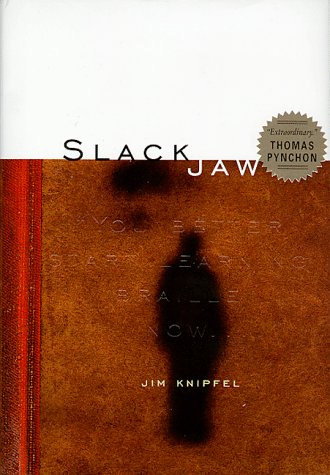 SLACK
JAW
"Extraordinary."
THOMAS
PYNCHON
YOU BETTER
START LEARNING
BRAILLE
NOW.
JIM KNIPFEL